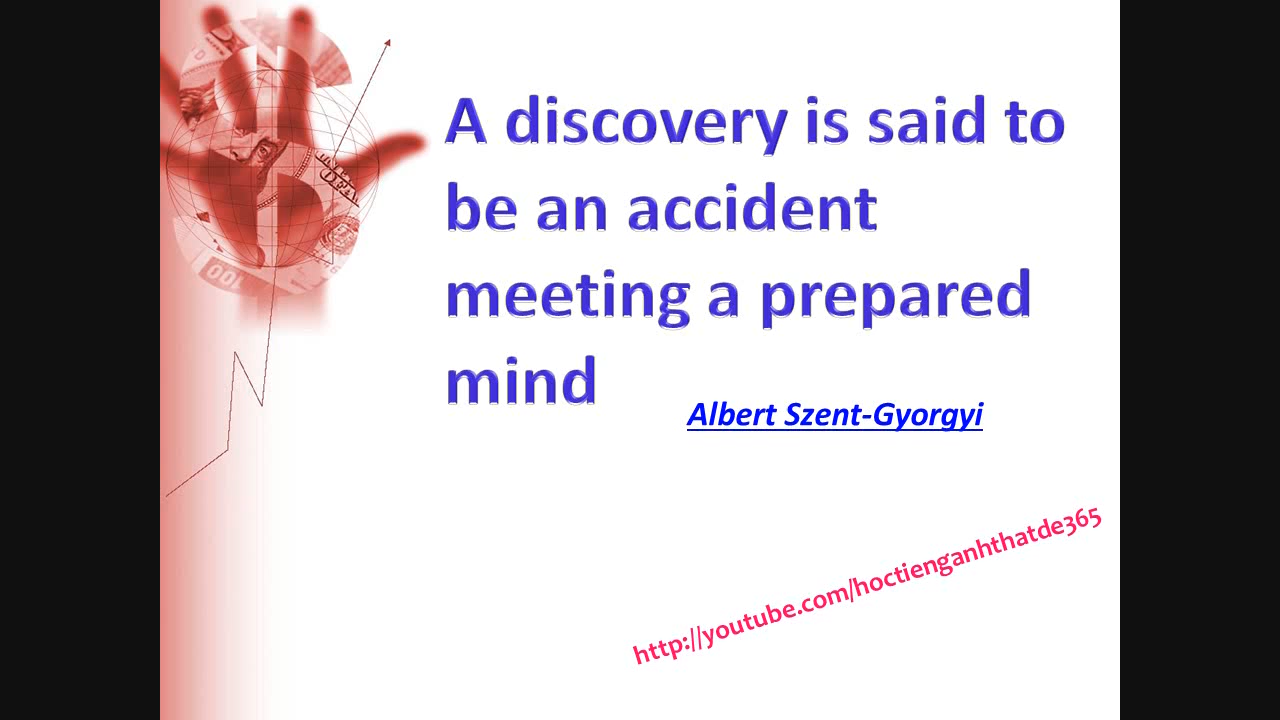 A discovery is said to
be an accident
meeting a prepared
mind
Albert Szent-Gyorgyi
http://youtube.com/hoctienganhthatde365